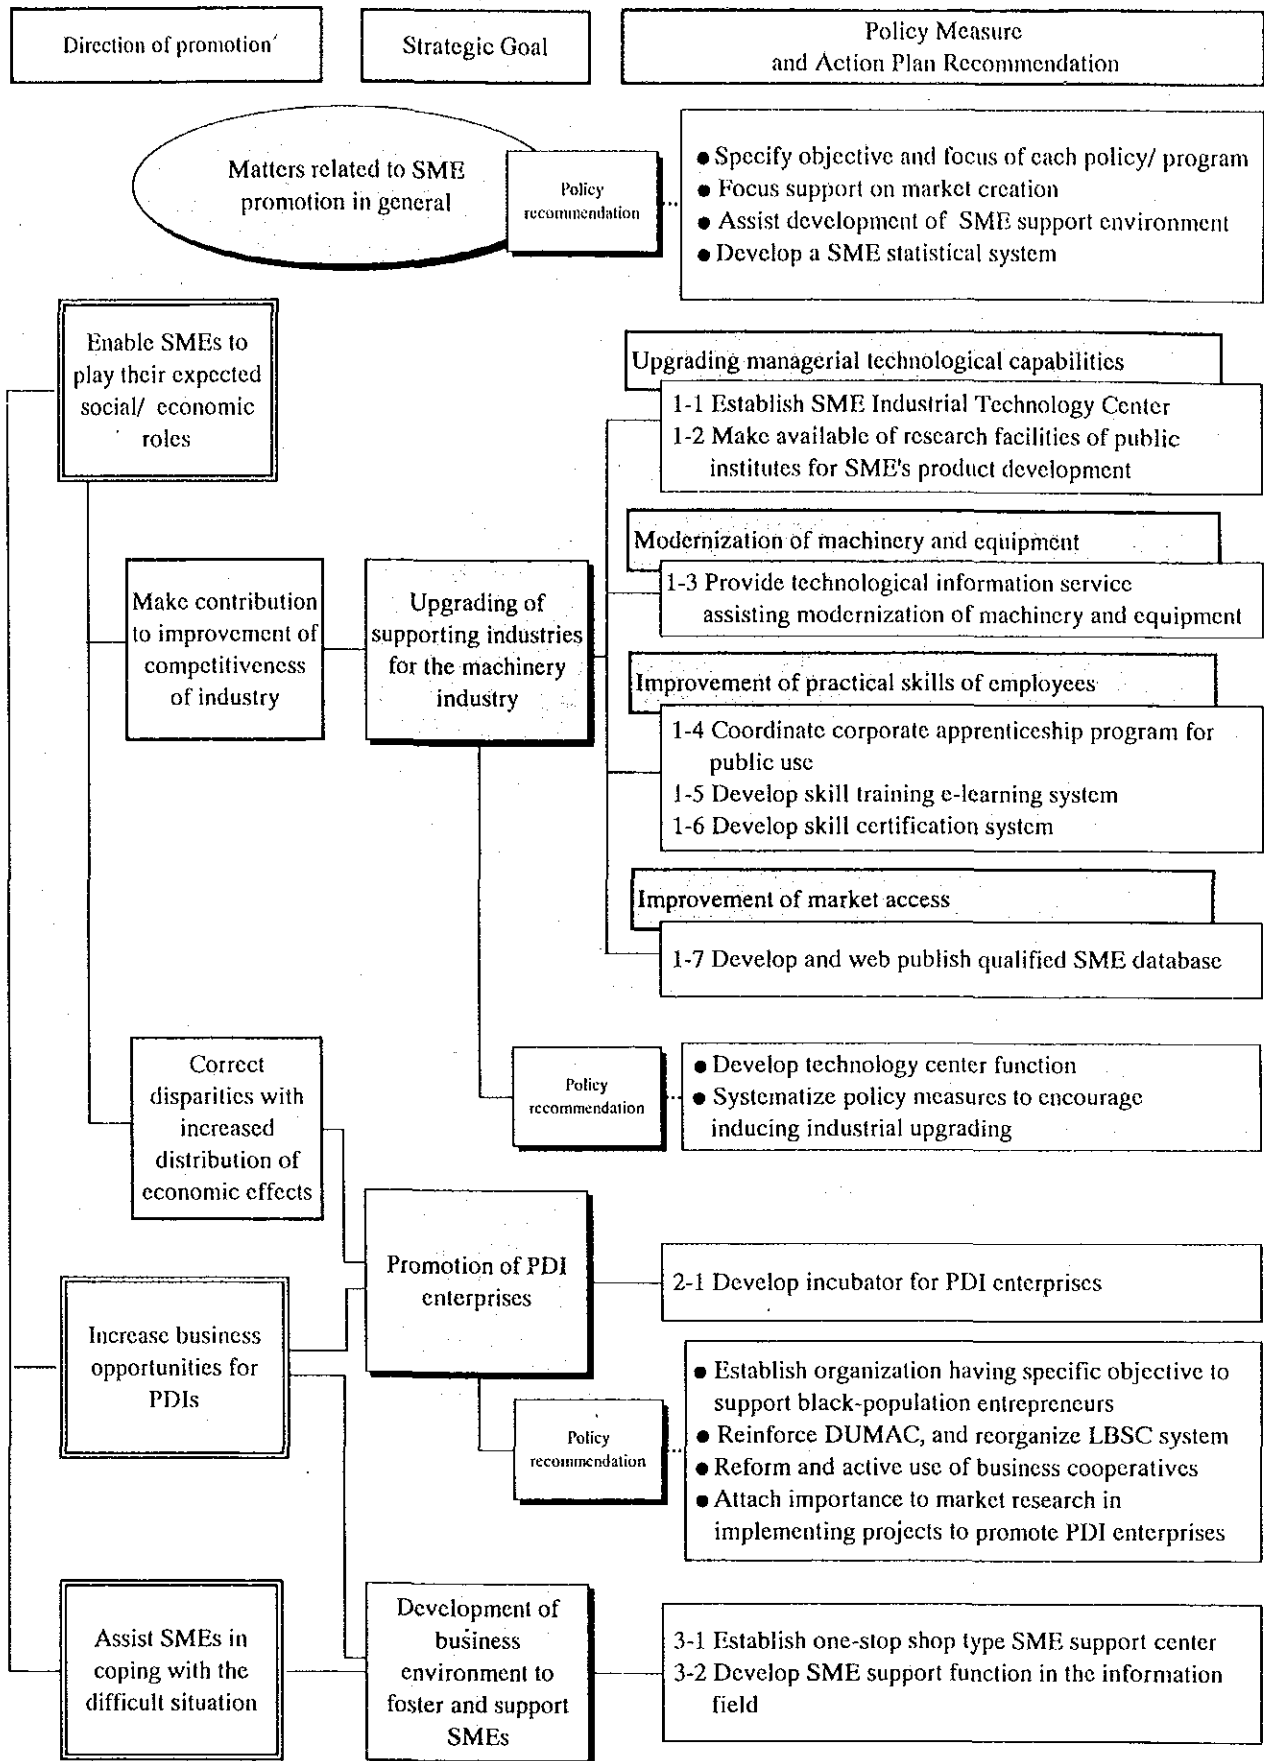 Direction of promotion
Strategic Goal
Policy Measure
and Action Plan Recommendation
Matters related to SME
promotion in general
Policy
recommendation
● Specify objective and focus of each policy/ program
● Focus support on market creation
● Assist development of SME support environment
● Develop a SME statistical system
Enable SMEs to
play their expected
social/ economic
roles
Upgrading managerial technological capabilities
1-1 Establish SME Industrial Technology Center
1-2 Make available of research facilities of public
institutes for SME's product development
Modernization of machinery and equipment
1-3 Provide technological information service
assisting modernization of machinery and equipment
Make contribution
to improvement of
competitiveness
of industry
Upgrading of
supporting industries
for the machinery
industry
Improvement of practical skills of employees
1-4 Coordinate corporate apprenticeship program for
public use
1-5 Develop skill training e-learning system
1-6 Develop skill certification system
Improvement of market access
1-7 Develop and web publish qualified SME database
Policy
recommendation
● Develop technology center function
● Systematize policy measures to encourage
inducing industrial upgrading
Correct
disparities with
increased
distribution of
economic effects
Promotion of PDI
enterprises
2-1 Develop incubator for PDI enterprises
Increase business
opportunities for
PDIs
Policy
recommendation
● Establish organization having specific objective to
support black-population entrepreneurs
● Reinforce DUMAC, and reorganize LBSC system
● Reform and active use of business cooperatives
● Attach importance to market research in
implementing projects to promote PDI enterprises
Assist SMEs in
coping with the
difficult situation
Development of
business
environment to
foster and support
SMEs
3-1 Establish one-stop shop type SME support center
3-2 Develop SME support function in the information
field